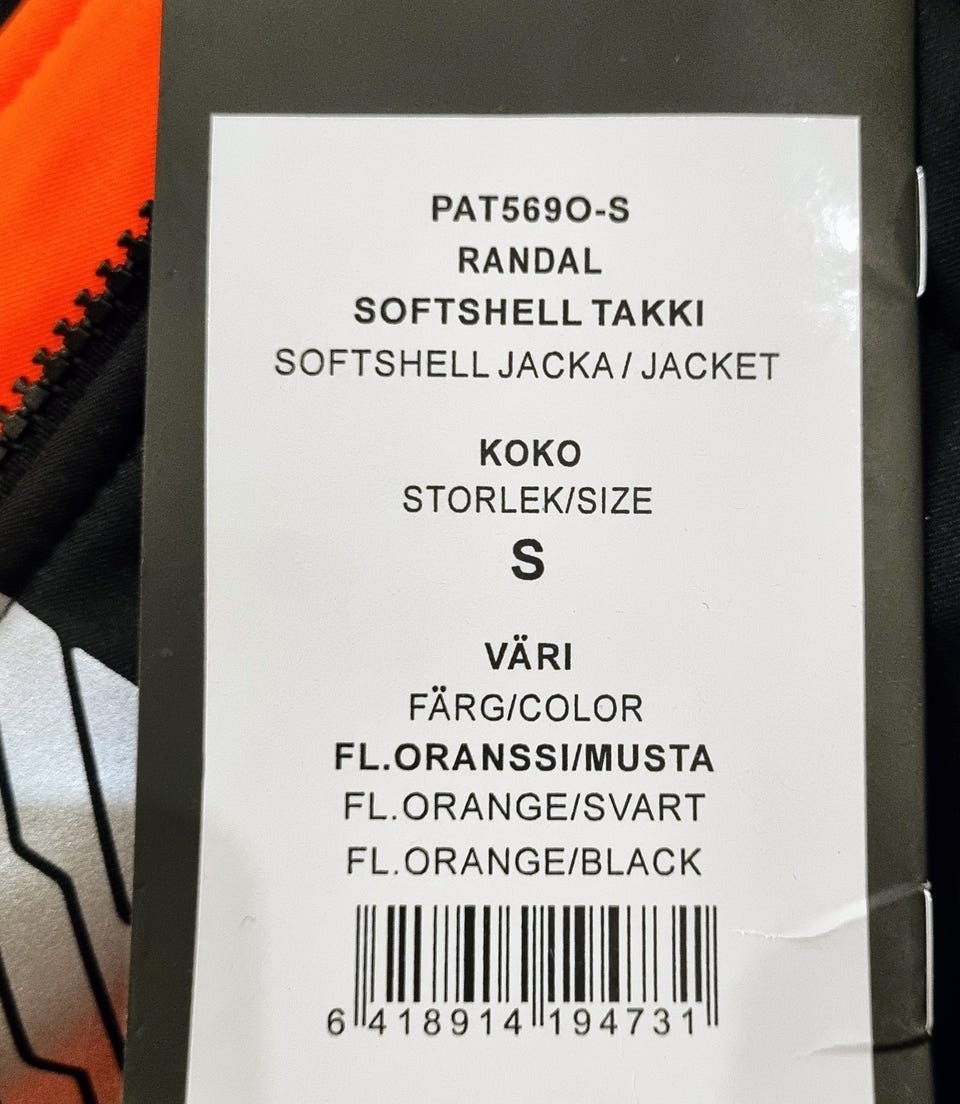 PAT569O-S
RANDAL
SOFTSHELL TAKKI
SOFTSHELL JACKA / JACKET
KOKO
STORLEK/SIZE
S
VÄRI
FÄRG/COLOR
FL.ORANSSI/MUSTA
FL.ORANGE/SVART
FL.ORANGE/BLACK
6 418914 194731